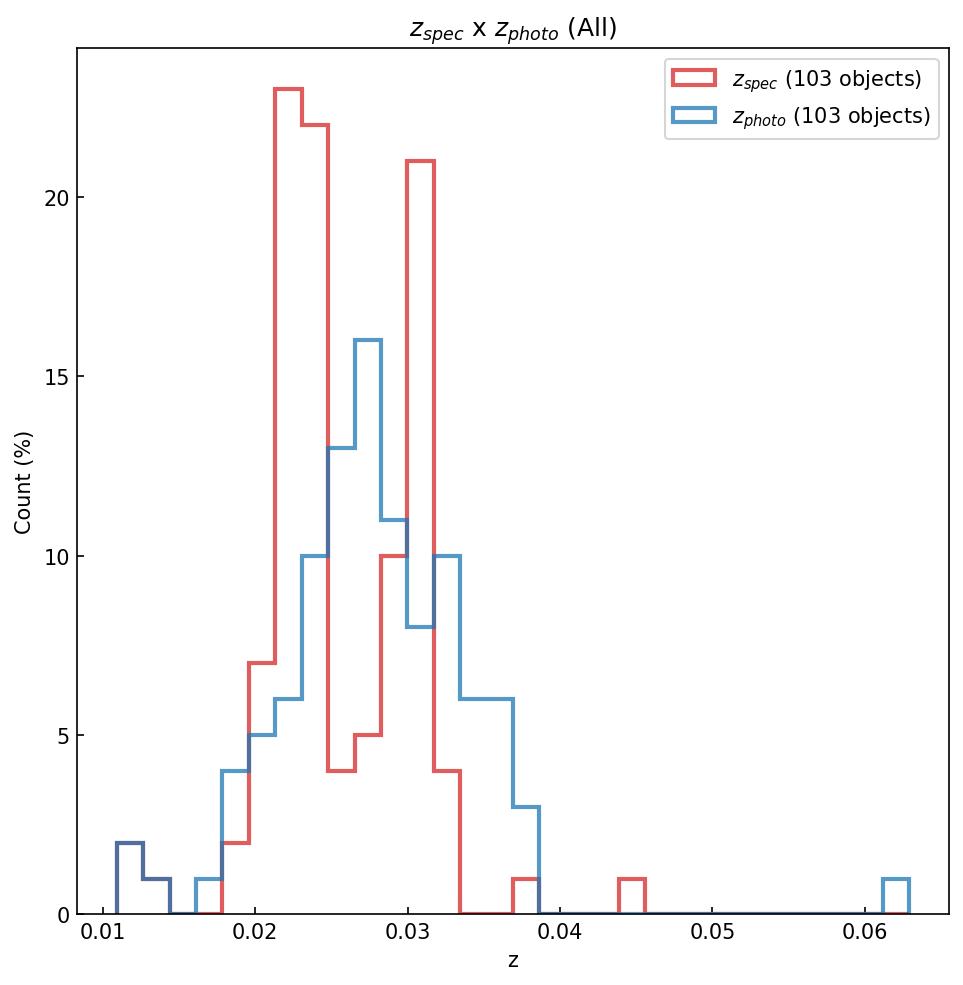 z_spec x z_photo (All)
z_spec (103 objects)
z_photo (103 objects)
Count (%)
20
15
10
5
0
0.01 0.02 0.03 0.04 0.05 0.06
z